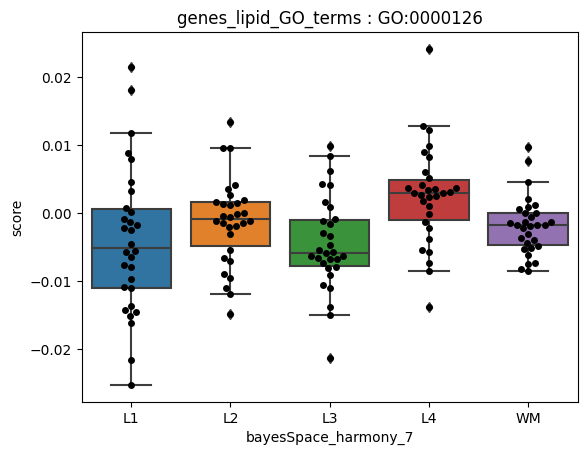 genes_lipid_GO_terms : GO:0000126
score
0.02
0.01
0.00
−0.01
−0.02
L1 L2 L3 L4 WM
bayesSpace_harmony_7